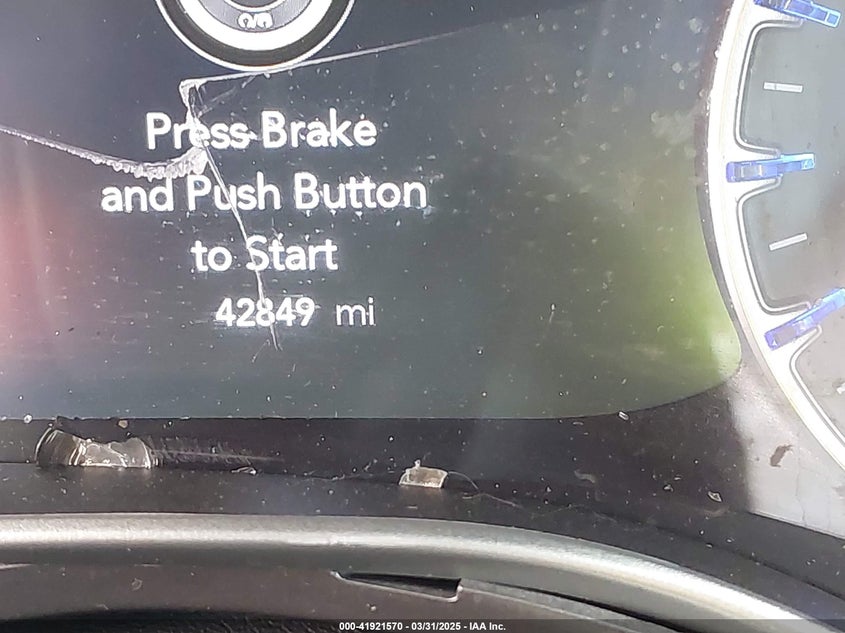 Press Brake
and Push Button
to Start
42849 mi
000-41921570 - 03/31/2025 - IAA Inc.